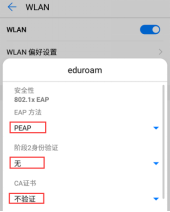 WLAN
WLAN
WLAN 偏好设置
eduroam
安全性
802.1x EAP
EAP 方法
PEAP
阶段2身份验证
无
CA证书
不验证